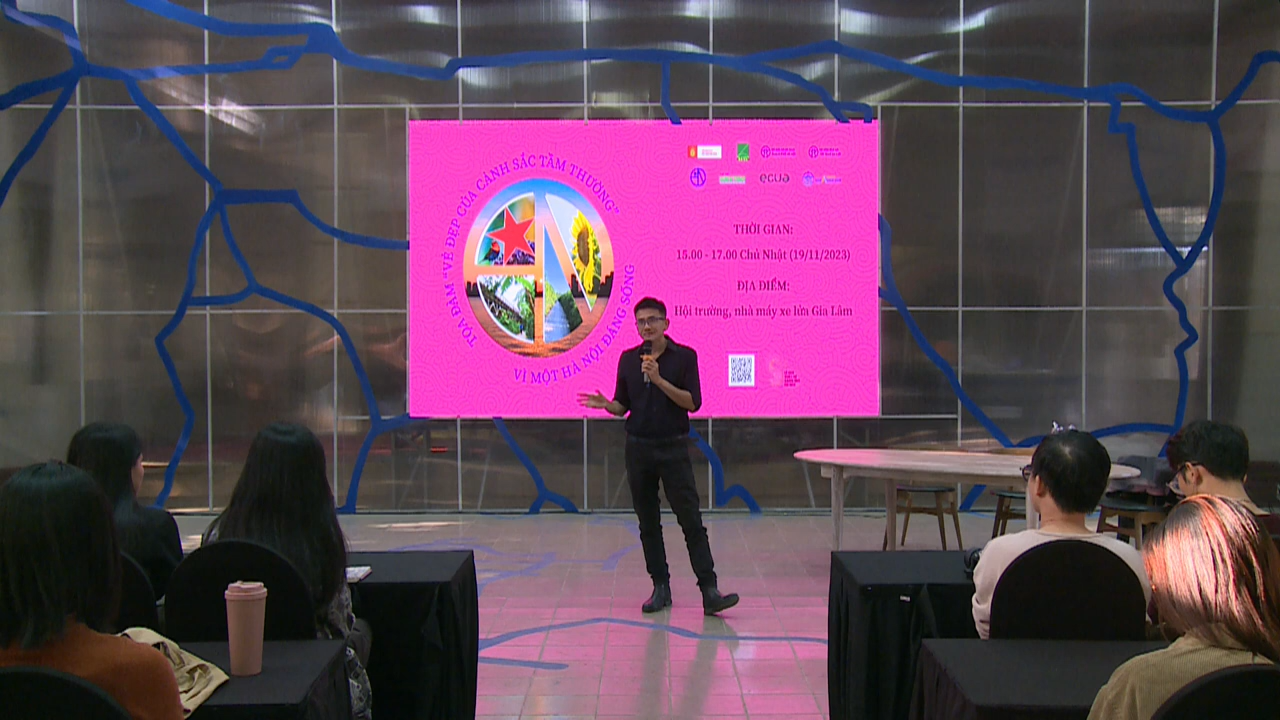 TỌA ĐÀM “VẺ ĐẸP CỦA CẢNH SẮC TẦM THƯỜNG”
VÌ MỘT HÀ NỘI ĐÁNG SỐNG
ecue
THỜI GIAN:
15.00 - 17.00 Chủ Nhật (19/11/2023)
ĐỊA ĐIỂM:
Hội trường, nhà máy xe lửa Gia Lâm